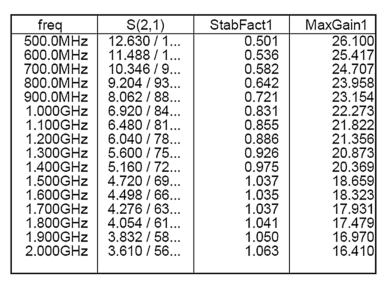 freq S(2,1) StabFact1 MaxGain1
500.0MHz 12.630 / 1... 0.501 26.100
600.0MHz 11.488 / 1... 0.536 25.417
700.0MHz 10.346 / 9... 0.582 24.707
800.0MHz 9.204 / 93... 0.642 23.958
900.0MHz 8.062 / 88... 0.721 23.154
1.000GHz 6.920 / 84... 0.831 22.273
1.100GHz 6.480 / 81... 0.855 21.822
1.200GHz 6.040 / 78... 0.886 21.356
1.300GHz 5.600 / 75... 0.926 20.873
1.400GHz 5.160 / 72... 0.975 20.369
1.500GHz 4.720 / 69... 1.037 18.659
1.600GHz 4.498 / 66... 1.035 18.323
1.700GHz 4.276 / 63... 1.037 17.931
1.800GHz 4.054 / 61... 1.041 17.479
1.900GHz 3.832 / 58... 1.050 16.970
2.000GHz 3.610 / 56... 1.063 16.410